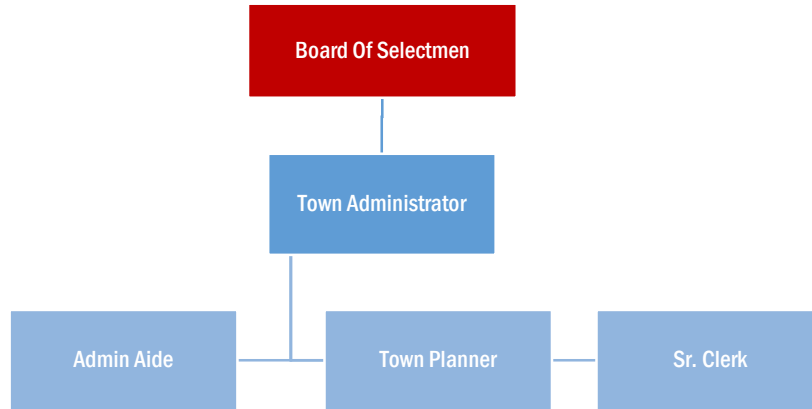 Board Of Selectmen
Town Administrator
Admin Aide
Town Planner
Sr. Clerk